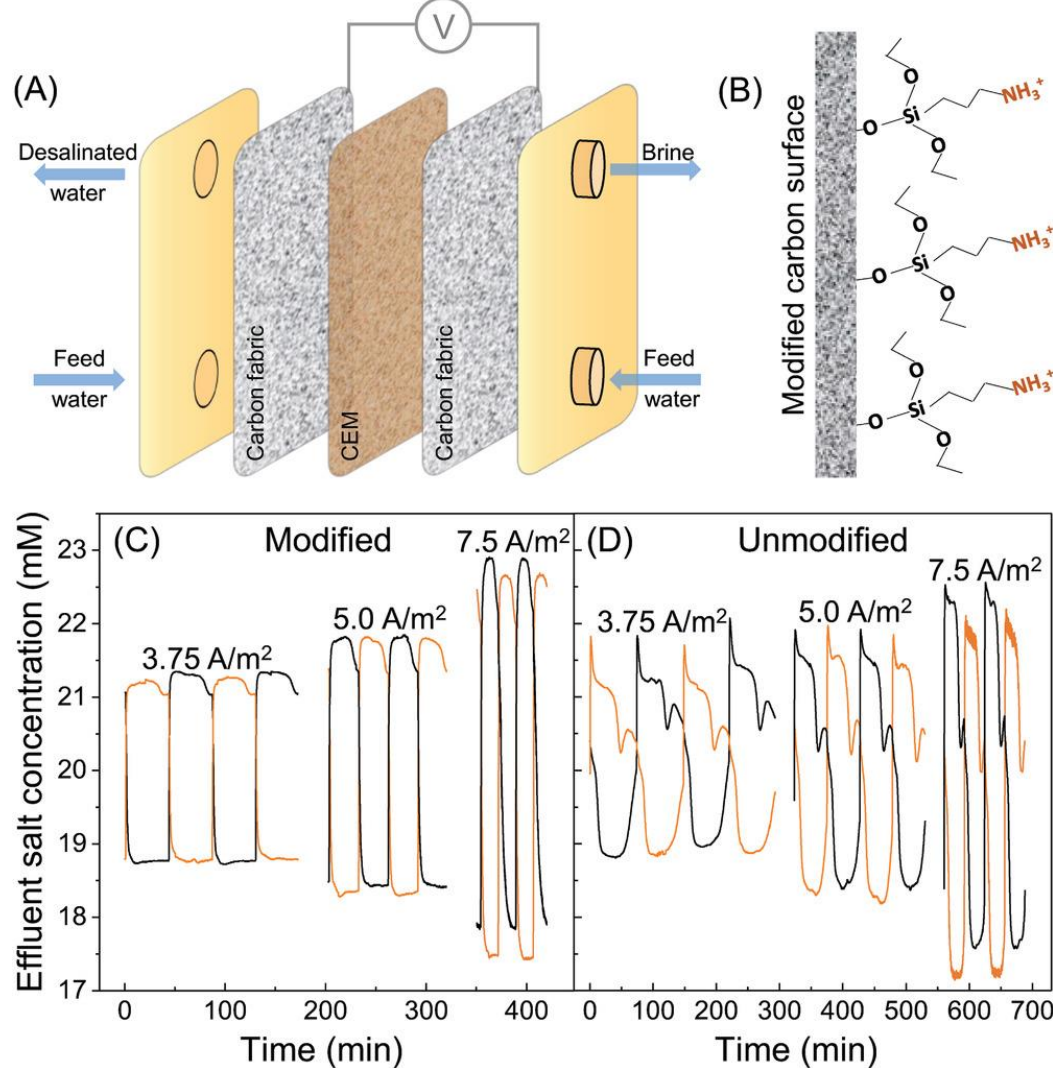 (A)
V
Desalinated
water
Brine
Feed
water
Feed
water
Carbon fabric
CEM
Carbon fabric
(B)
Modified carbon surface
O
O
Si
O
NH₃⁺
O
O
Si
O
NH₃⁺
O
O
Si
O
NH₃⁺
Effluent salt concentration (mM)
23
22
21
20
19
18
17
(C) Modified
3.75 A/m²
5.0 A/m²
7.5 A/m²
0 100 200 300 400
Time (min)
(D) Unmodified
3.75 A/m²
5.0 A/m²
7.5 A/m²
0 100 200 300 400 500 600 700
Time (min)